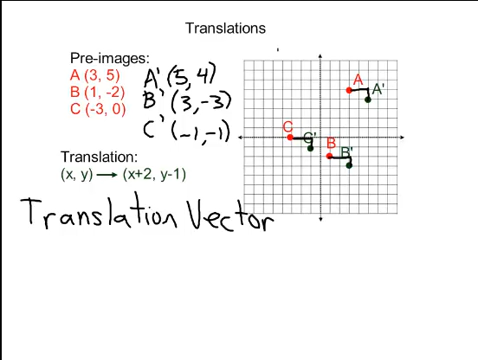 Translations
Pre-images:
A (3, 5) A' (5, 4)
B (1, -2) B' (3, -3)
C (-3, 0) C' (-1, -1)
Translation:
(x, y) → (x+2, y-1)
Translation Vector
A A'
C C'
B B'